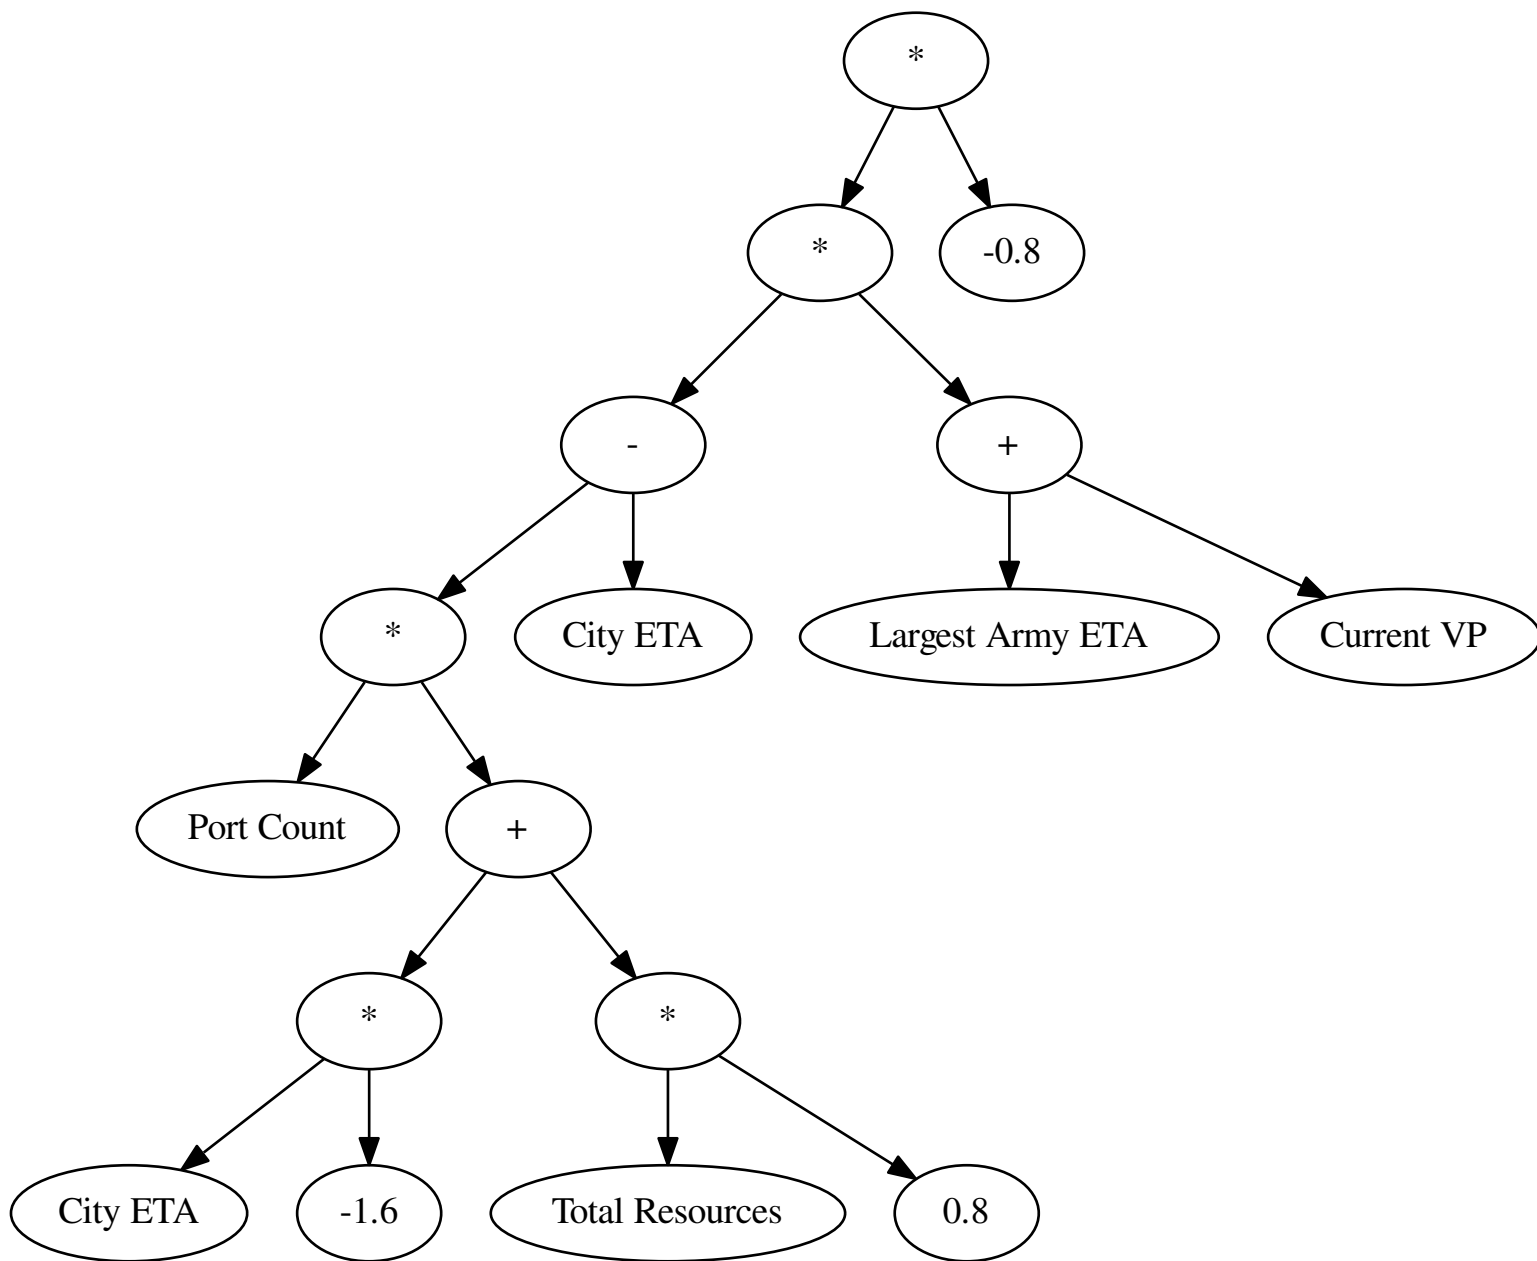 *
*
-0.8
-
+
*
City ETA
Largest Army ETA
Current VP
Port Count
+
*
*
City ETA
-1.6
Total Resources
0.8